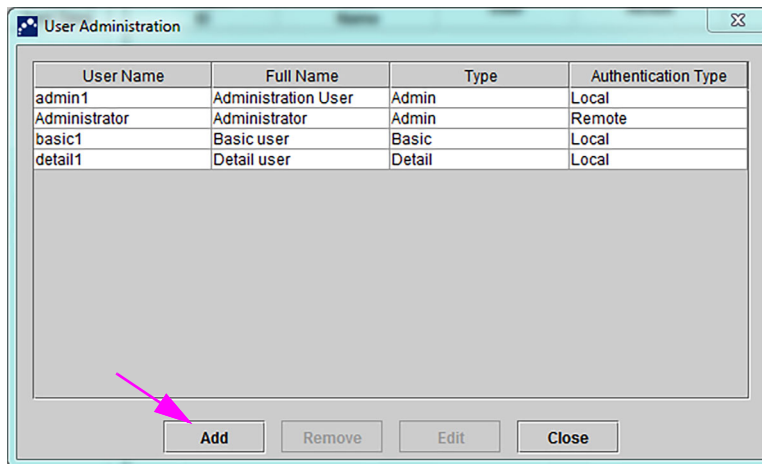 User Administration
User Name Full Name Type Authentication Type
admin1 Administration User Admin Local
Administrator Administrator Admin Remote
basic1 Basic user Basic Local
detail1 Detail user Detail Local
Add Remove Edit Close